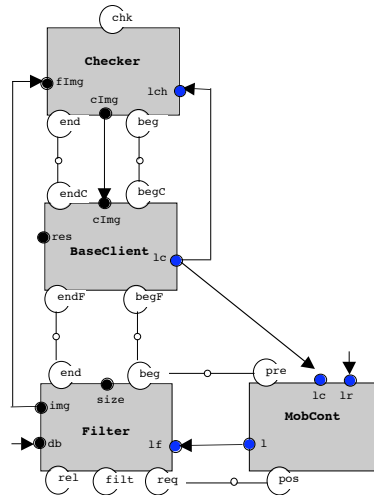 chk
Checker
fImg
lch
cImg
end
beg
endC
begC
cImg
res
BaseClient
lc
endF
begF
end
beg
pre
size
lc
lr
img
MobCont
Filter
db
lf
l
rel
filt
req
pos